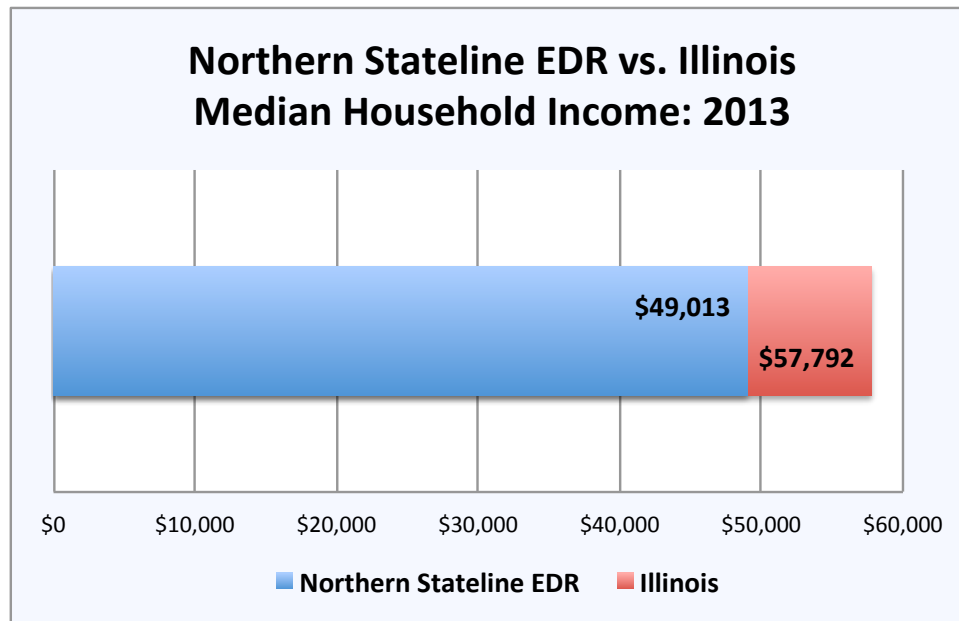 Northern Stateline EDR vs. Illinois
Median Household Income: 2013
$49,013
$57,792
$0 $10,000 $20,000 $30,000 $40,000 $50,000 $60,000
Northern Stateline EDR Illinois